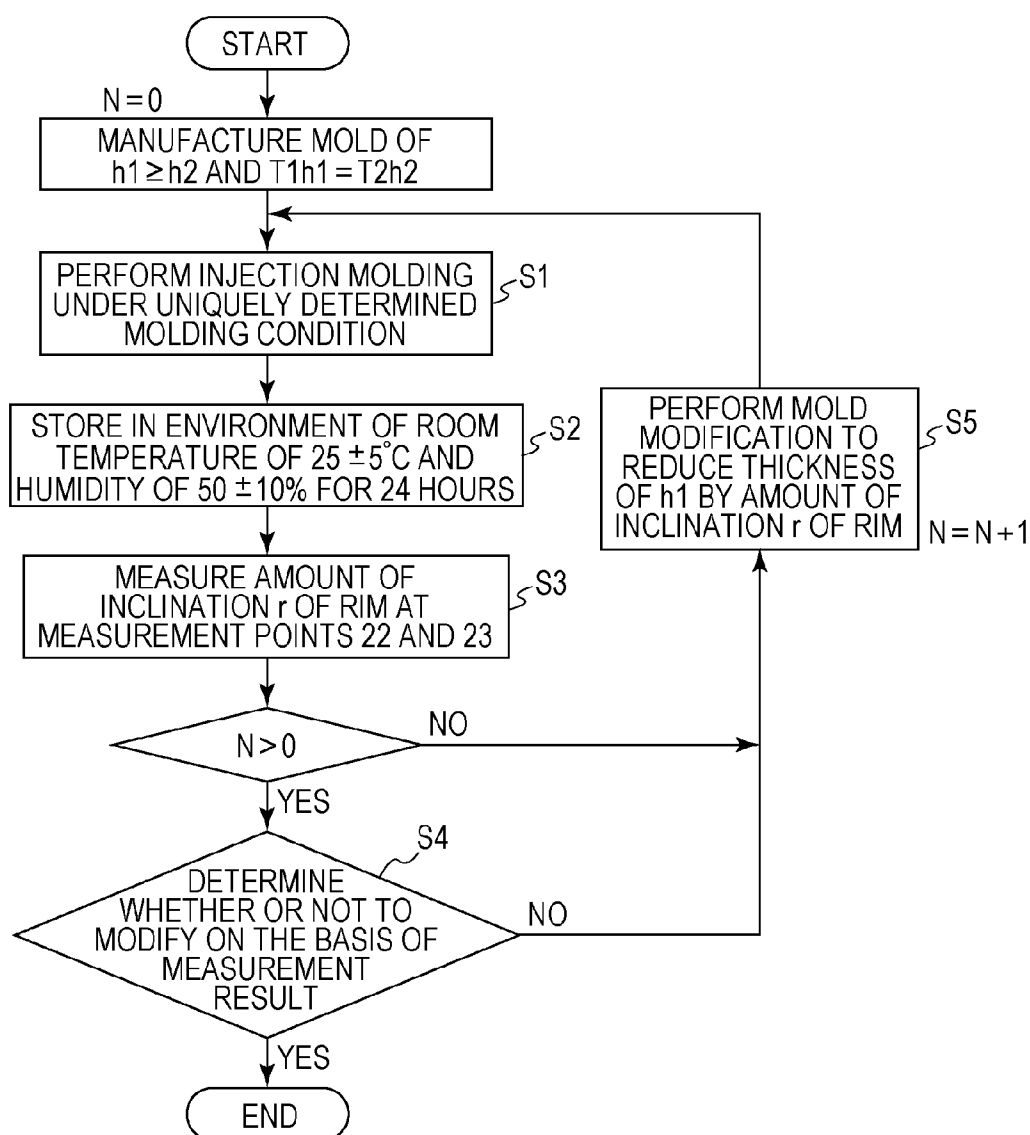 START
N=0
MANUFACTURE MOLD OF
h1≥h2 AND T1h1=T2h2
PERFORM INJECTION MOLDING
UNDER UNIQUELY DETERMINED
MOLDING CONDITION
S1
STORE IN ENVIRONMENT OF ROOM
TEMPERATURE OF 25±5°C AND
HUMIDITY OF 50±10% FOR 24 HOURS
S2
PERFORM MOLD
MODIFICATION TO
REDUCE THICKNESS
OF h1 BY AMOUNT OF
INCLINATION r OF RIM
S5
N=N+1
MEASURE AMOUNT OF
INCLINATION r OF RIM AT
MEASUREMENT POINTS 22 AND 23
S3
N>0
NO
YES
S4
DETERMINE
WHETHER OR NOT TO
MODIFY ON THE BASIS OF
MEASUREMENT
RESULT
NO
YES
END